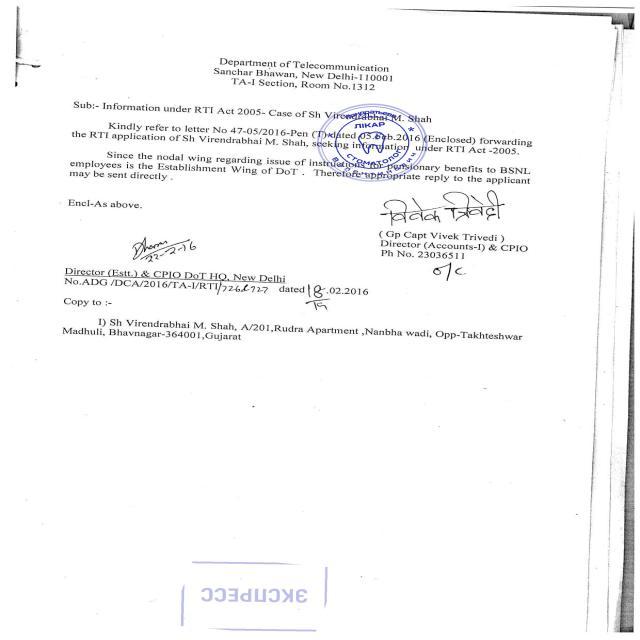 Department of Telecommunication
Sanchar Bhawan, New Delhi-110001
TA-I Section, Room No.1312
Sub:- Information under RTI Act 2005- Case of Sh Virendrabhai M. Shah
Kindly refer to letter No 47-05/2016-Pen (T) dated 05.Feb.2016 (Enclosed) forwarding
the RTI application of Sh Virendrabhai M. Shah, seeking information under RTI Act -2005.
ЛІКАР
СТОМАТОЛОГ
Since the nodal wing regarding issue of instructions for pensionary benefits to BSNL
employees is the Establishment Wing of DoT . Therefore appropriate reply to the applicant
may be sent directly .
Encl-As above.
विवेक त्रिवेदी
( Gp Capt Vivek Trivedi )
Director (Accounts-I) & CPIO
Ph No. 23036511
o/c
22-2-16
Director (Estt.) & CPIO DoT HQ, New Delhi
No.ADG /DCA/2016/TA-I/RTI/ dated 18.02.2016
Copy to :-
I) Sh Virendrabhai M. Shah, A/201,Rudra Apartment ,Nanbha wadi, Opp-Takhteshwar
Madhuli, Bhavnagar-364001,Gujarat
ЭКСПРЕСС